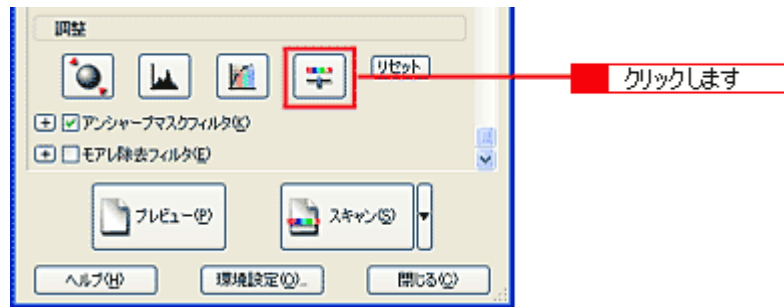 調整
リセット
クリックします
アンシャープマスクフィルタ(K)
モアレ除去フィルタ(E)
プレビュー(P)
スキャン(S)
ヘルプ(H)
環境設定(O)...
閉じる(C)